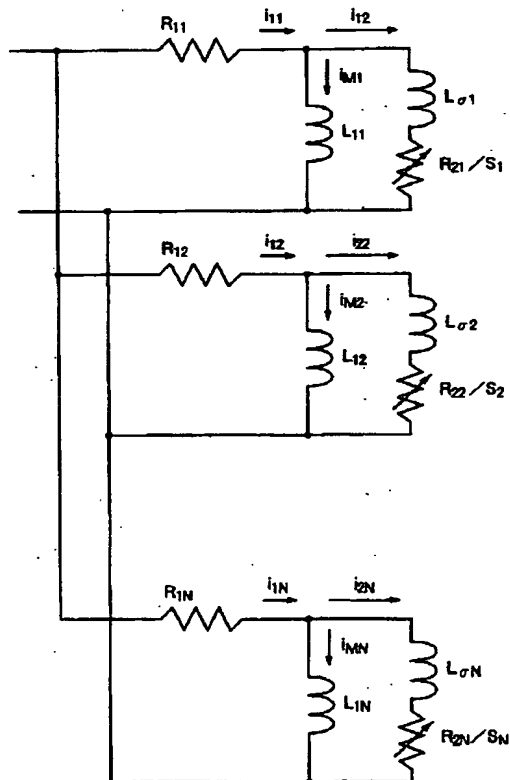 R11 i11 i12
iM1
L11
Lσ1
R21/S1
R12 i12 i22
iM2
L12
Lσ2
R22/S2
R1N i1N i2N
iMN
L1N
LσN
R2N/SN